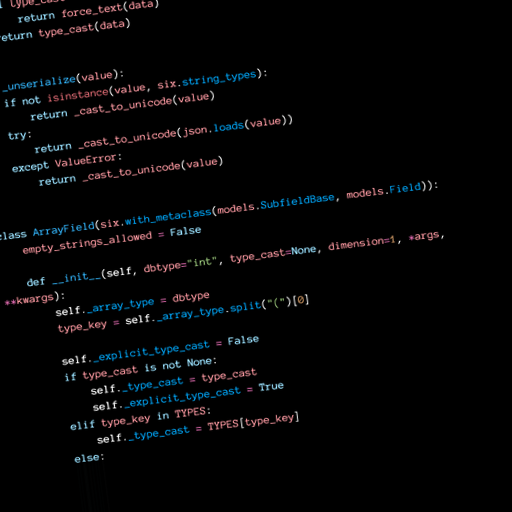 return force_text(data)
return type_cast(data)
_unserialize(value):
if not isinstance(value, six.string_types):
return _cast_to_unicode(value)
try:
return _cast_to_unicode(json.loads(value))
except ValueError:
return _cast_to_unicode(value)
class ArrayField(six.with_metaclass(models.SubfieldBase, models.Field)):
empty_strings_allowed = False
def __init__(self, dbtype="int", type_cast=None, dimension=1, *args,
**kwargs):
self._array_type = dbtype
type_key = self._array_type.split("(")[0]
self._explicit_type_cast = False
if type_cast is not None:
self._type_cast = type_cast
self._explicit_type_cast = True
elif type_key in TYPES:
self._type_cast = TYPES[type_key]
else: